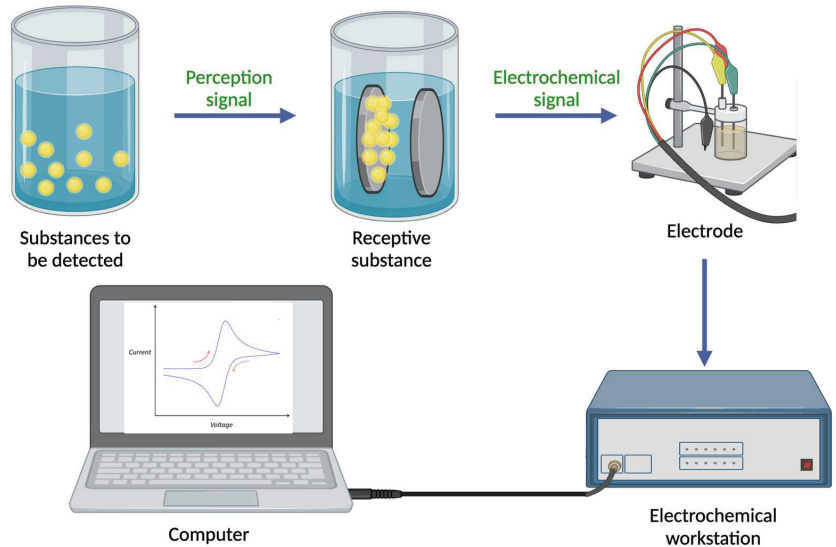 Perception
signal
Electrochemical
signal
Substances to
be detected
Receptive
substance
Electrode
Current
Voltage
Computer
Electrochemical
workstation